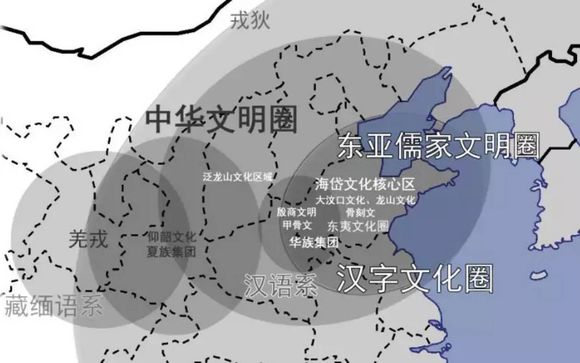 戎狄
中华文明圈
东亚儒家文明圈
泛龙山文化区域
海岱文化核心区
大汶口文化、龙山文化
殷商文明 骨刻文
甲骨文 东夷文化圈
华族集团
羌戎
仰韶文化
夏族集团
汉语系
汉字文化圈
藏缅语系